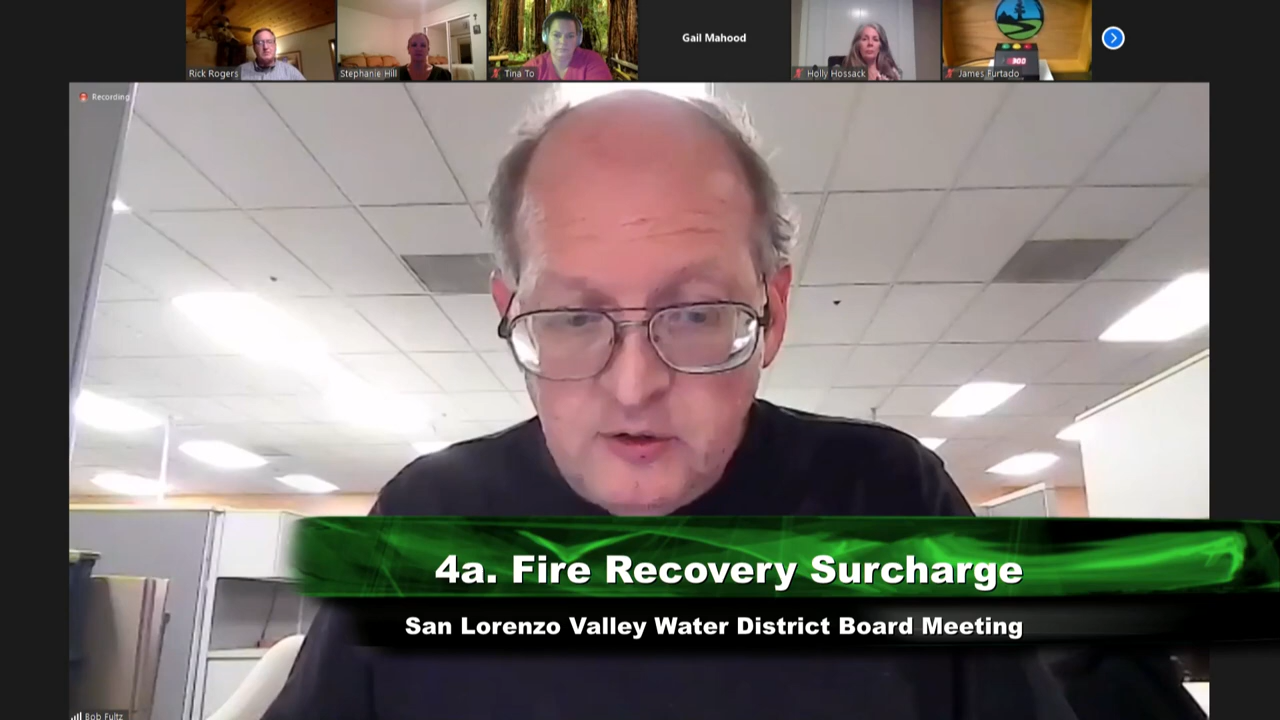 Rick Rogers
Stephanie Hill
Tina To
Gail Mahood
Holly Hossack
James Furtado
300
Recording
4a. Fire Recovery Surcharge
San Lorenzo Valley Water District Board Meeting
Bob Fultz